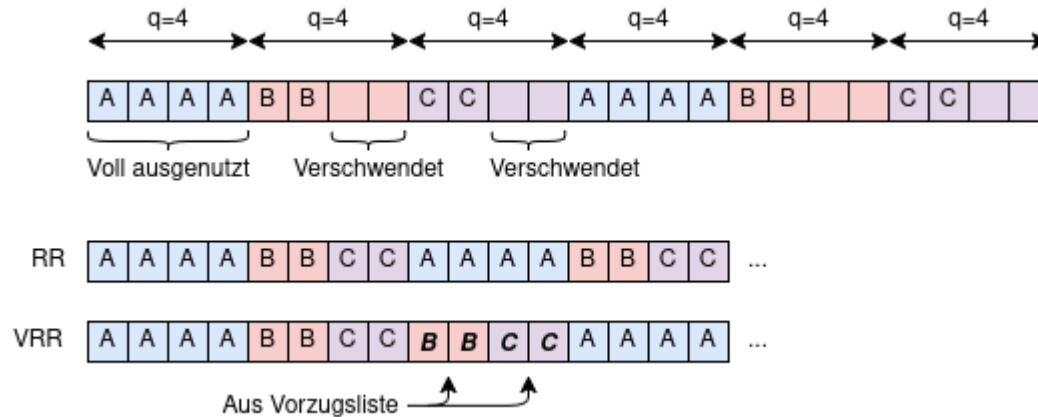 q=4 q=4 q=4 q=4 q=4 q=4
A A A A B B C C A A A A B B C C
Voll ausgenutzt Verschwendet Verschwendet
RR A A A A B B C C A A A A B B C C ...
VRR A A A A B B C C B B C C A A A A ...
Aus Vorzugsliste